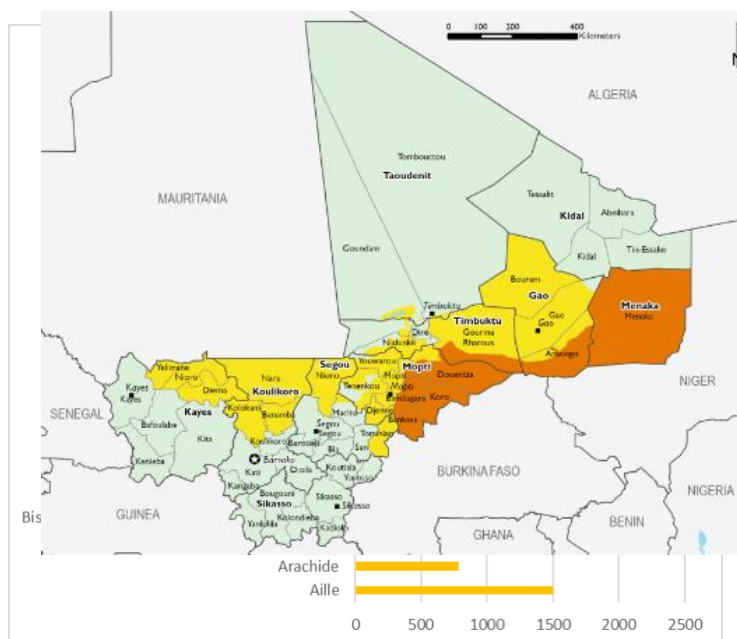 0 100 200 400
Kilometers
N
ALGERIA
MAURITANIA
Tombouctou
Taoudenit
Tessalit
Kidal
Abeibara
Goundam
Kidal
Tin-Essako
Bourem
Timbuktu
Gao
Menaka
Menaka
Timbuktu
Gao
Gao
Dire
Gourma
Rharous
Niafunke
Ansongo
Segou
Youwarou
Mopti
Douentza
Yelimane
Nioro
Nara
Niono
Mopti
Mopti
NIGER
Diema
Koulikoro
Tenenkou
Bandiagara
Koro
Kayes
Kayes
SENEGAL
Kayes
Kolokani
Banamba
Macina
Djenne
Bankass
Bafoulabe
Segou
Segou
Tominian
Kita
Koulikoro
Baroueli
San
Kenieba
Bamako
Bla
BURKINA FASO
Kati
Dioila
Koutiala
Yorosso
Kangaba
NIGERIA
Bougouni
Sikasso
Bis
GUINEA
Sikasso
Sikasso
BENIN
Kolondieba
Yanfolila
Kadiolo
GHANA
Arachide
Aille
0 500 1000 1500 2000 2500